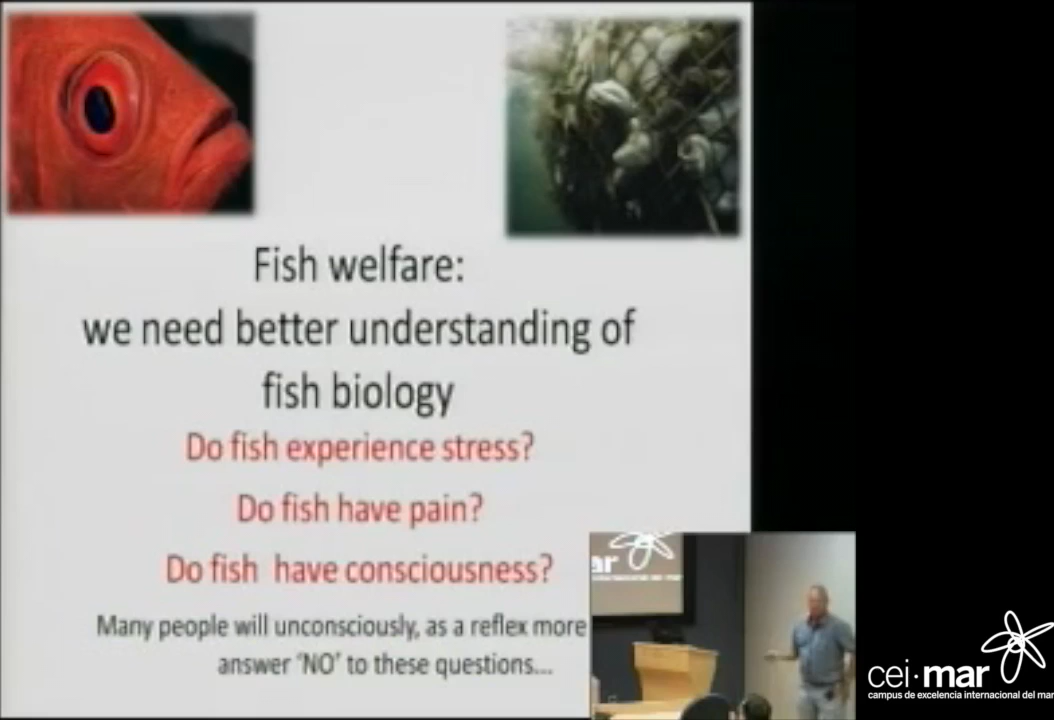 Fish welfare:
we need better understanding of
fish biology
Do fish experience stress?
Do fish have pain?
Do fish have consciousness?
Many people will unconsciously, as a reflex more
answer 'NO' to these questions...
ar
cei·mar
campus de excelencia internacional del mar